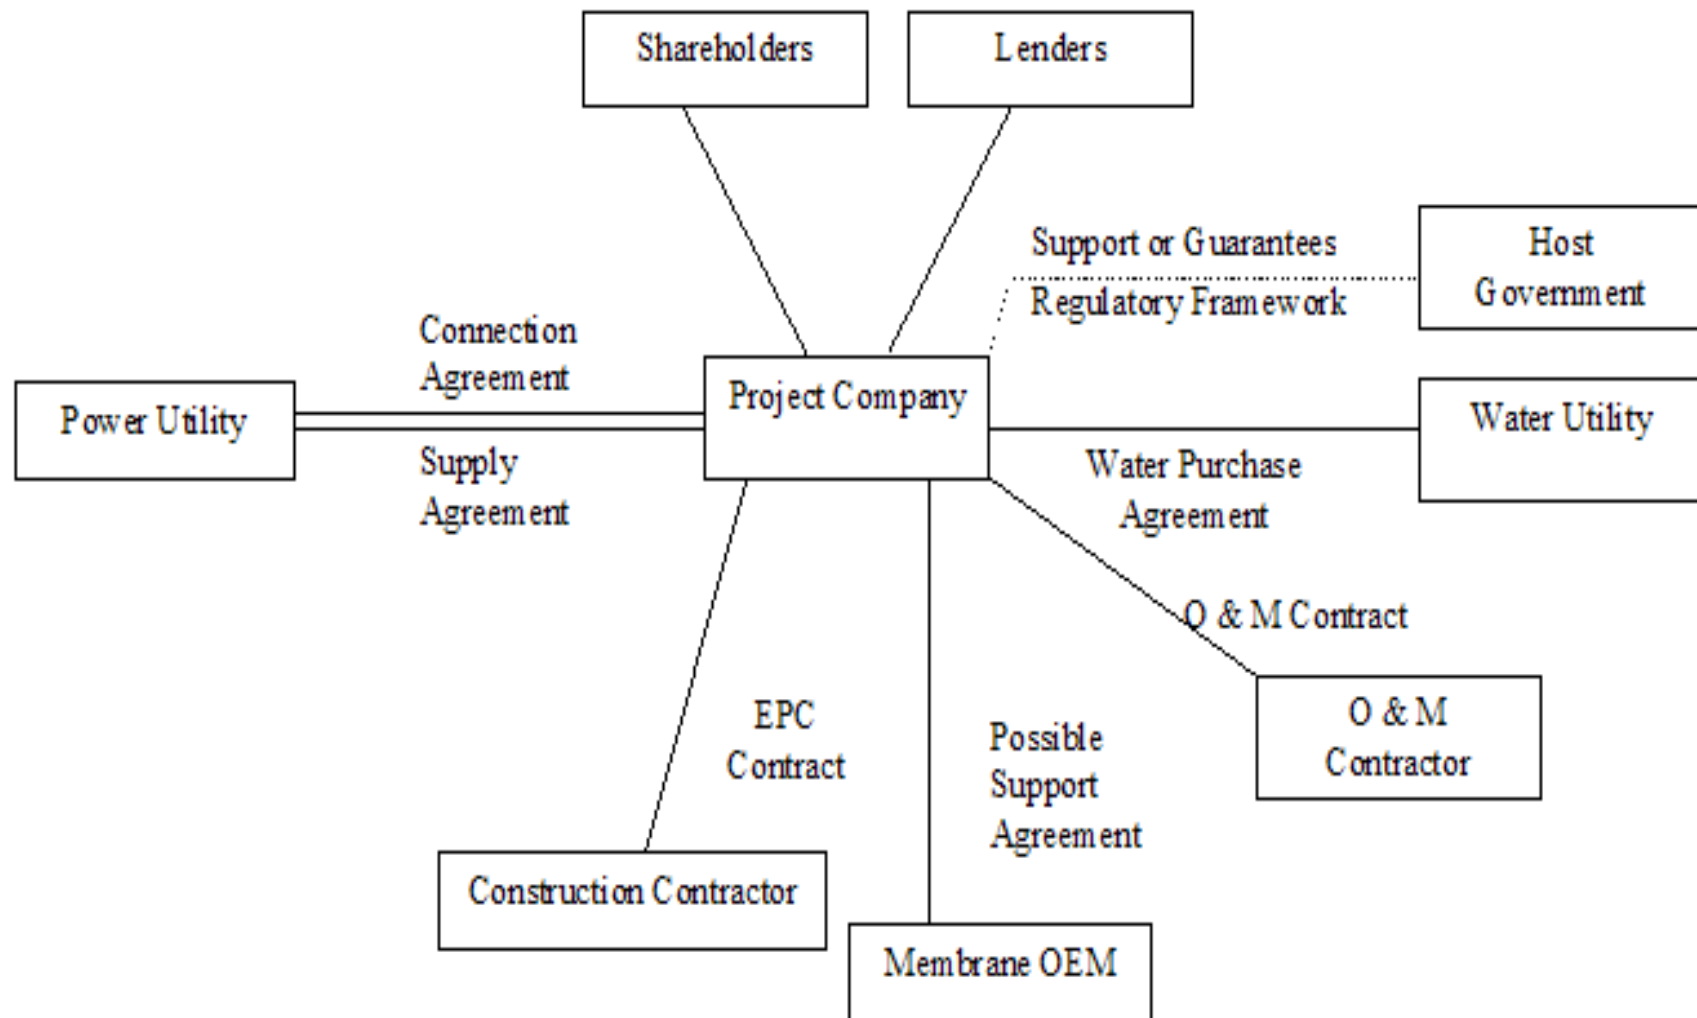 Shareholders
Lenders
Support or Guarantees
Regulatory Framework
Host
Government
Connection
Agreement
Power Utility
Supply
Agreement
Project Company
Water Utility
Water Purchase
Agreement
O & M Contract
O & M
Contractor
EPC
Contract
Possible
Support
Agreement
Construction Contractor
Membrane OEM